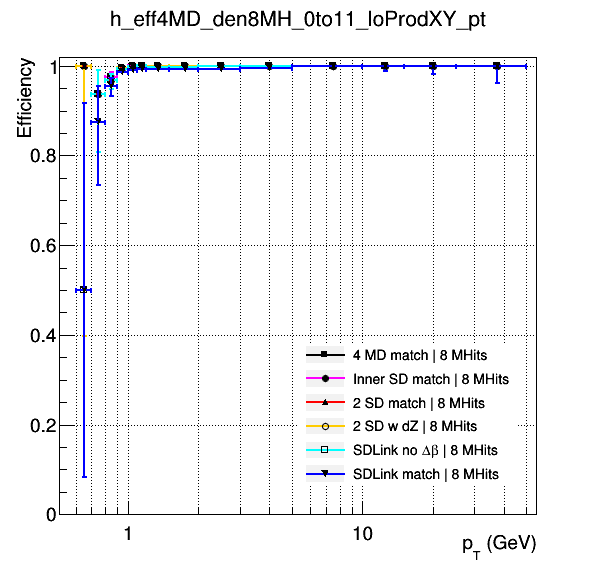 h_eff4MD_den8MH_0to11_loProdXY_pt
Efficiency
1
0.8
0.6
0.4
0.2
0
4 MD match | 8 MHits
Inner SD match | 8 MHits
2 SD match | 8 MHits
2 SD w dZ | 8 MHits
SDLink no Δβ | 8 MHits
SDLink match | 8 MHits
1
10
p_T (GeV)